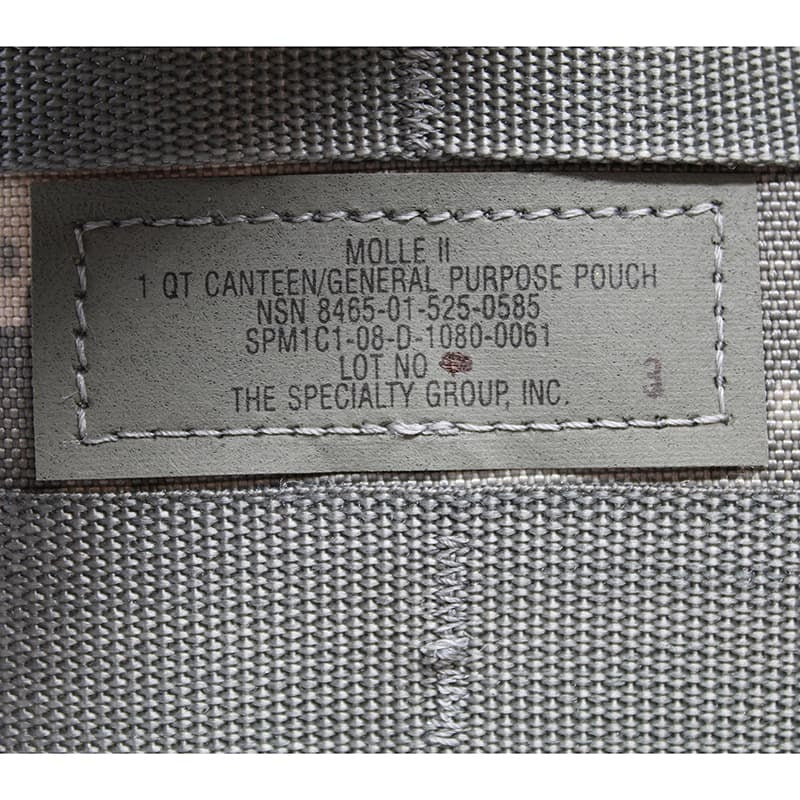 MOLLE II
1 QT CANTEEN/GENERAL PURPOSE POUCH
NSN 8465-01-525-0585
SPM1C1-08-D-1080-0061
LOT NO
THE SPECIALTY GROUP, INC.